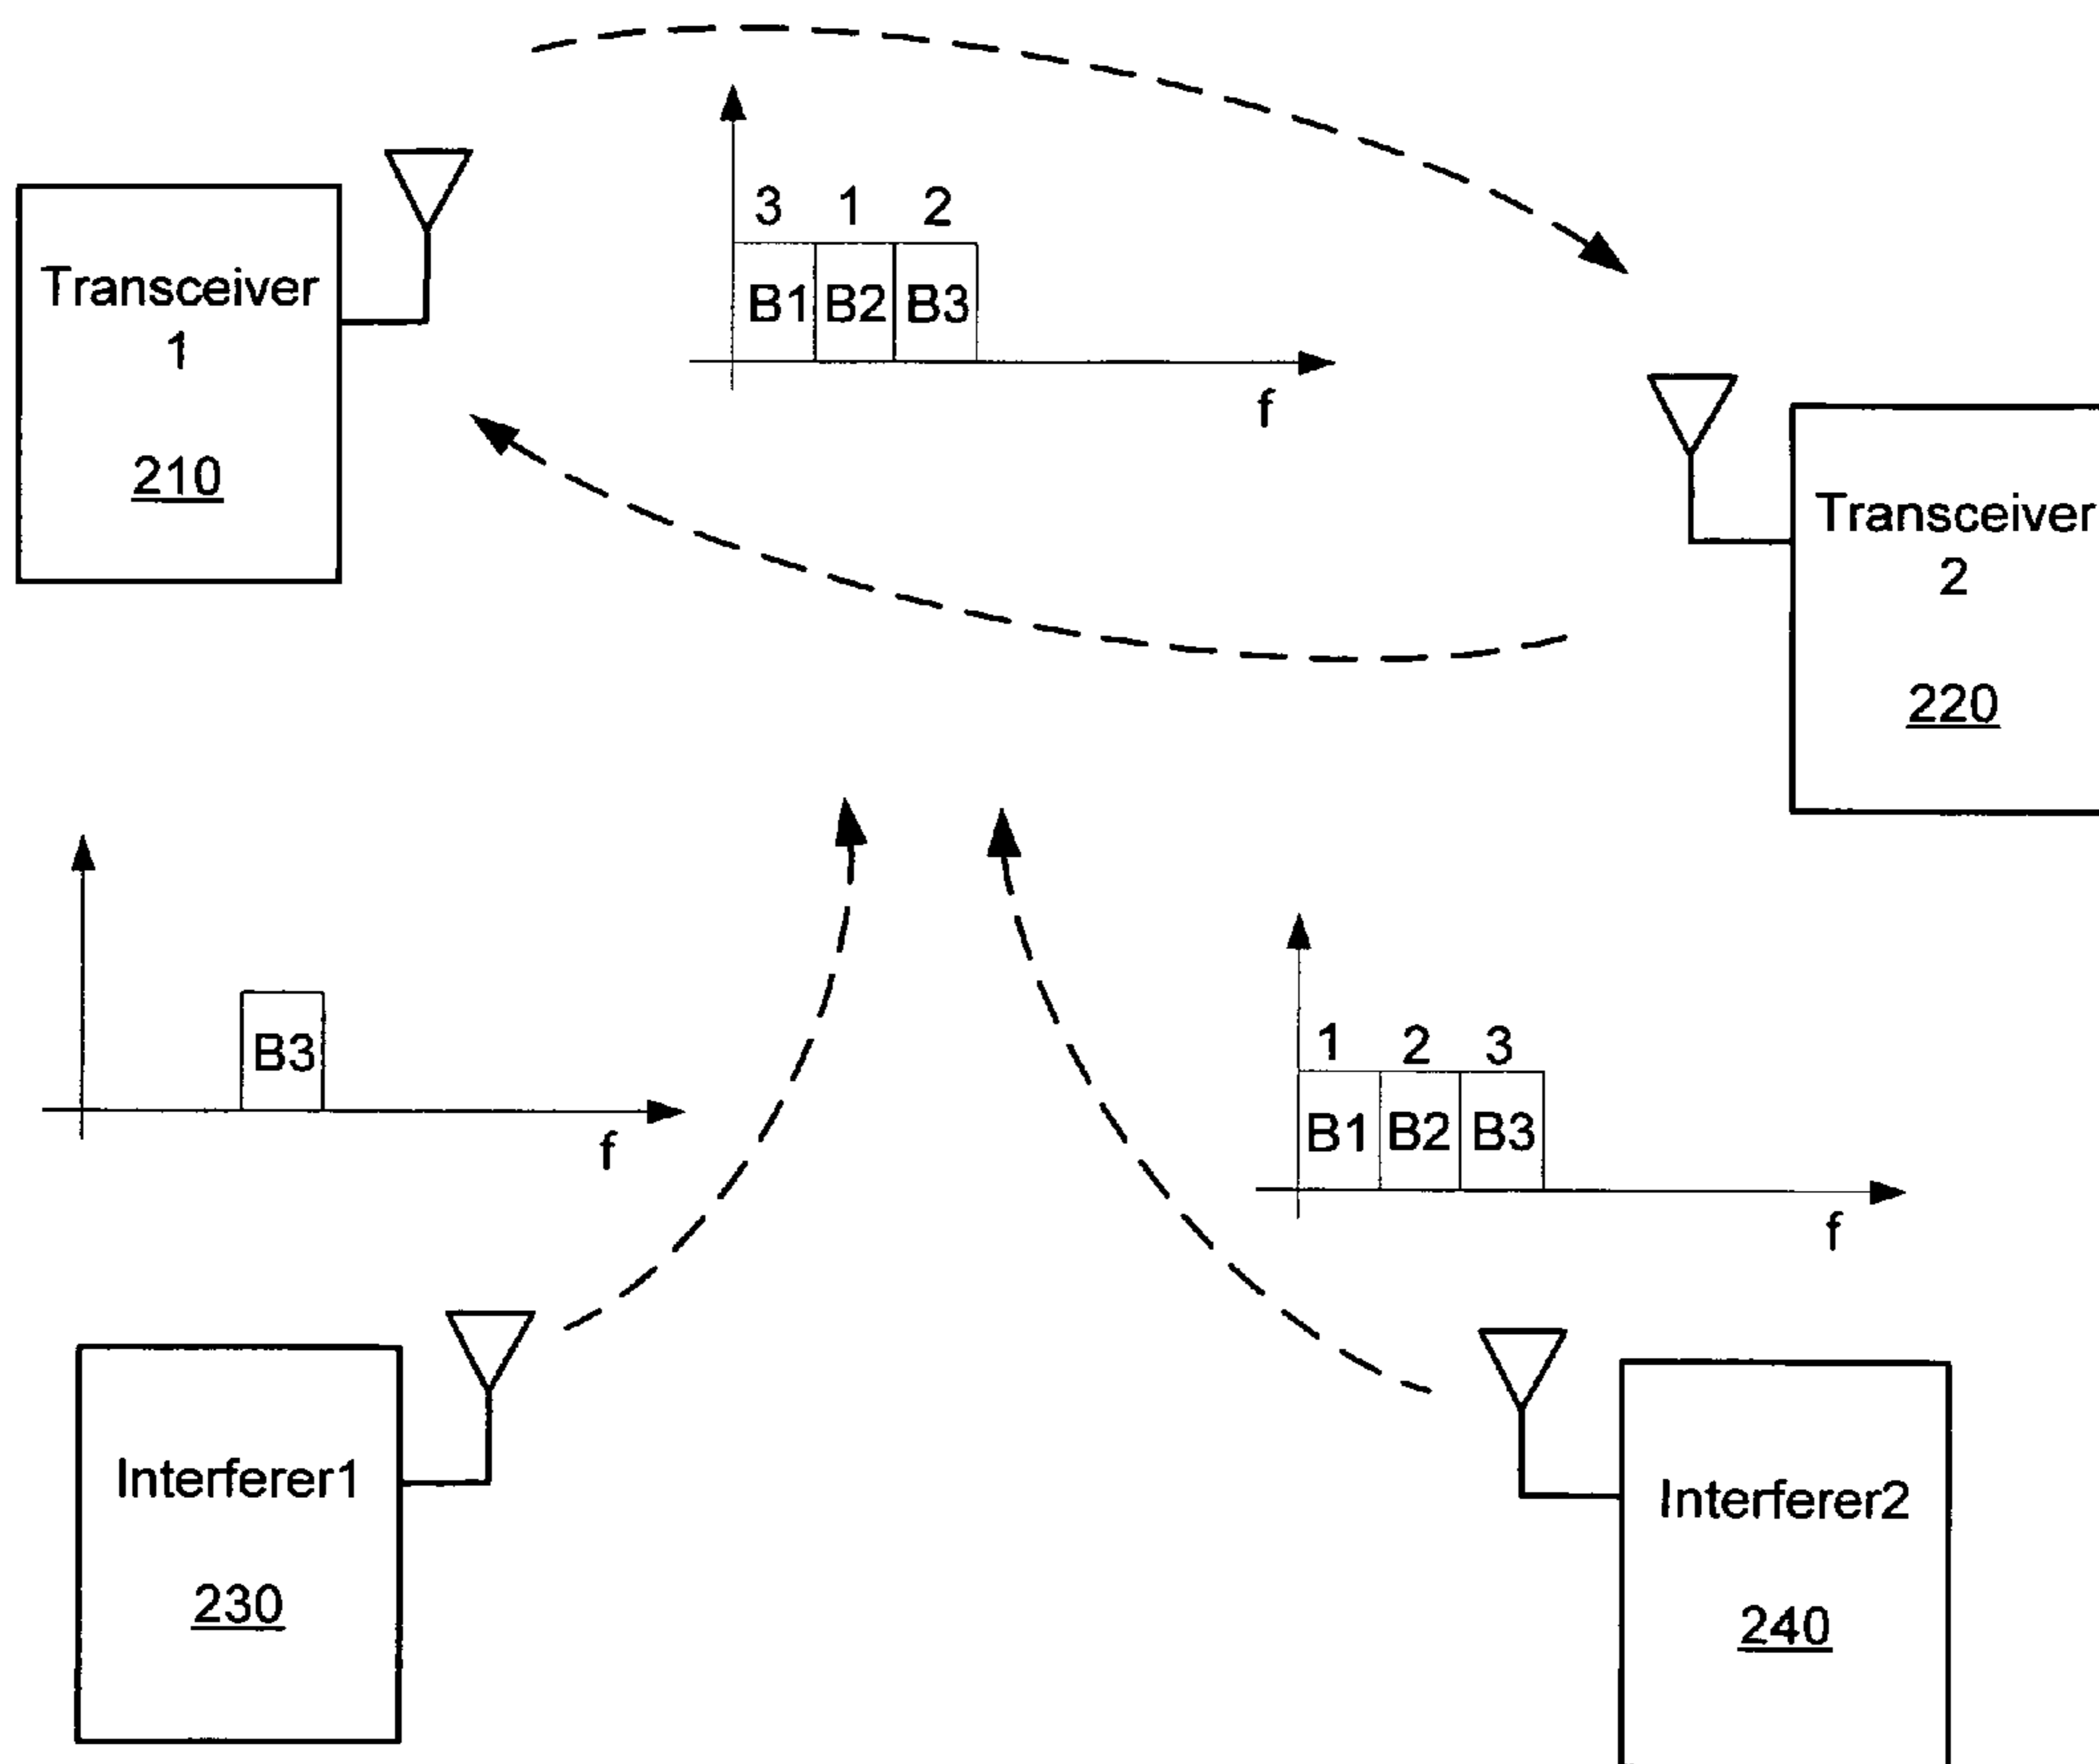 3 1 2
B1 B2 B3
f
Transceiver
1
210
Transceiver
2
220
B3
f
1 2 3
B1 B2 B3
f
Interferer1
230
Interferer2
240